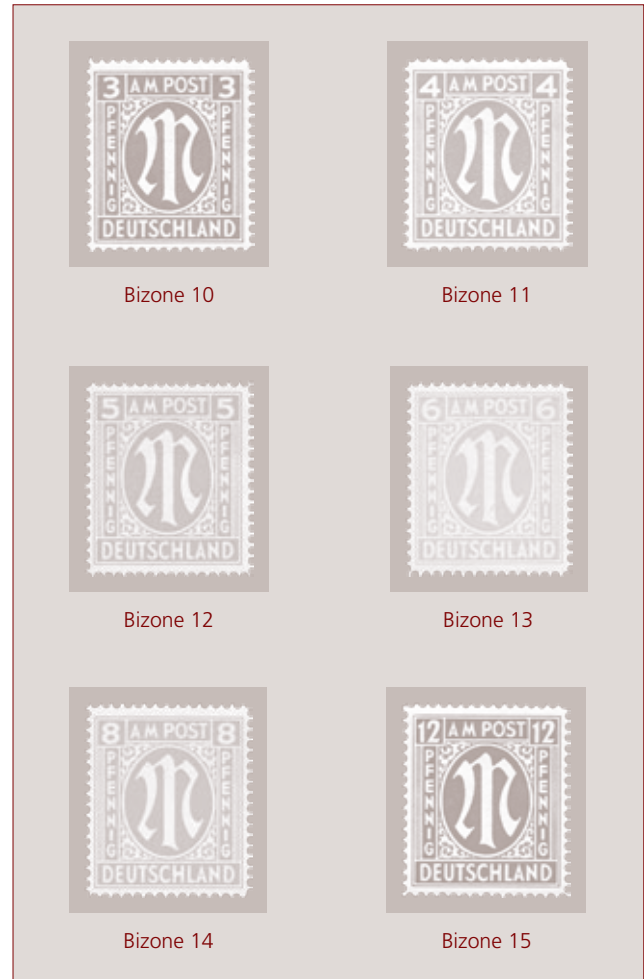 3 AM POST 3
PFENNIG PFENNIG
M
DEUTSCHLAND
Bizone 10
4 AM POST 4
PFENNIG PFENNIG
M
DEUTSCHLAND
Bizone 11
5 AM POST 5
PFENNIG PFENNIG
M
DEUTSCHLAND
Bizone 12
6 AM POST 6
PFENNIG PFENNIG
M
DEUTSCHLAND
Bizone 13
8 AM POST 8
PFENNIG PFENNIG
M
DEUTSCHLAND
Bizone 14
12 AM POST 12
PFENNIG PFENNIG
M
DEUTSCHLAND
Bizone 15